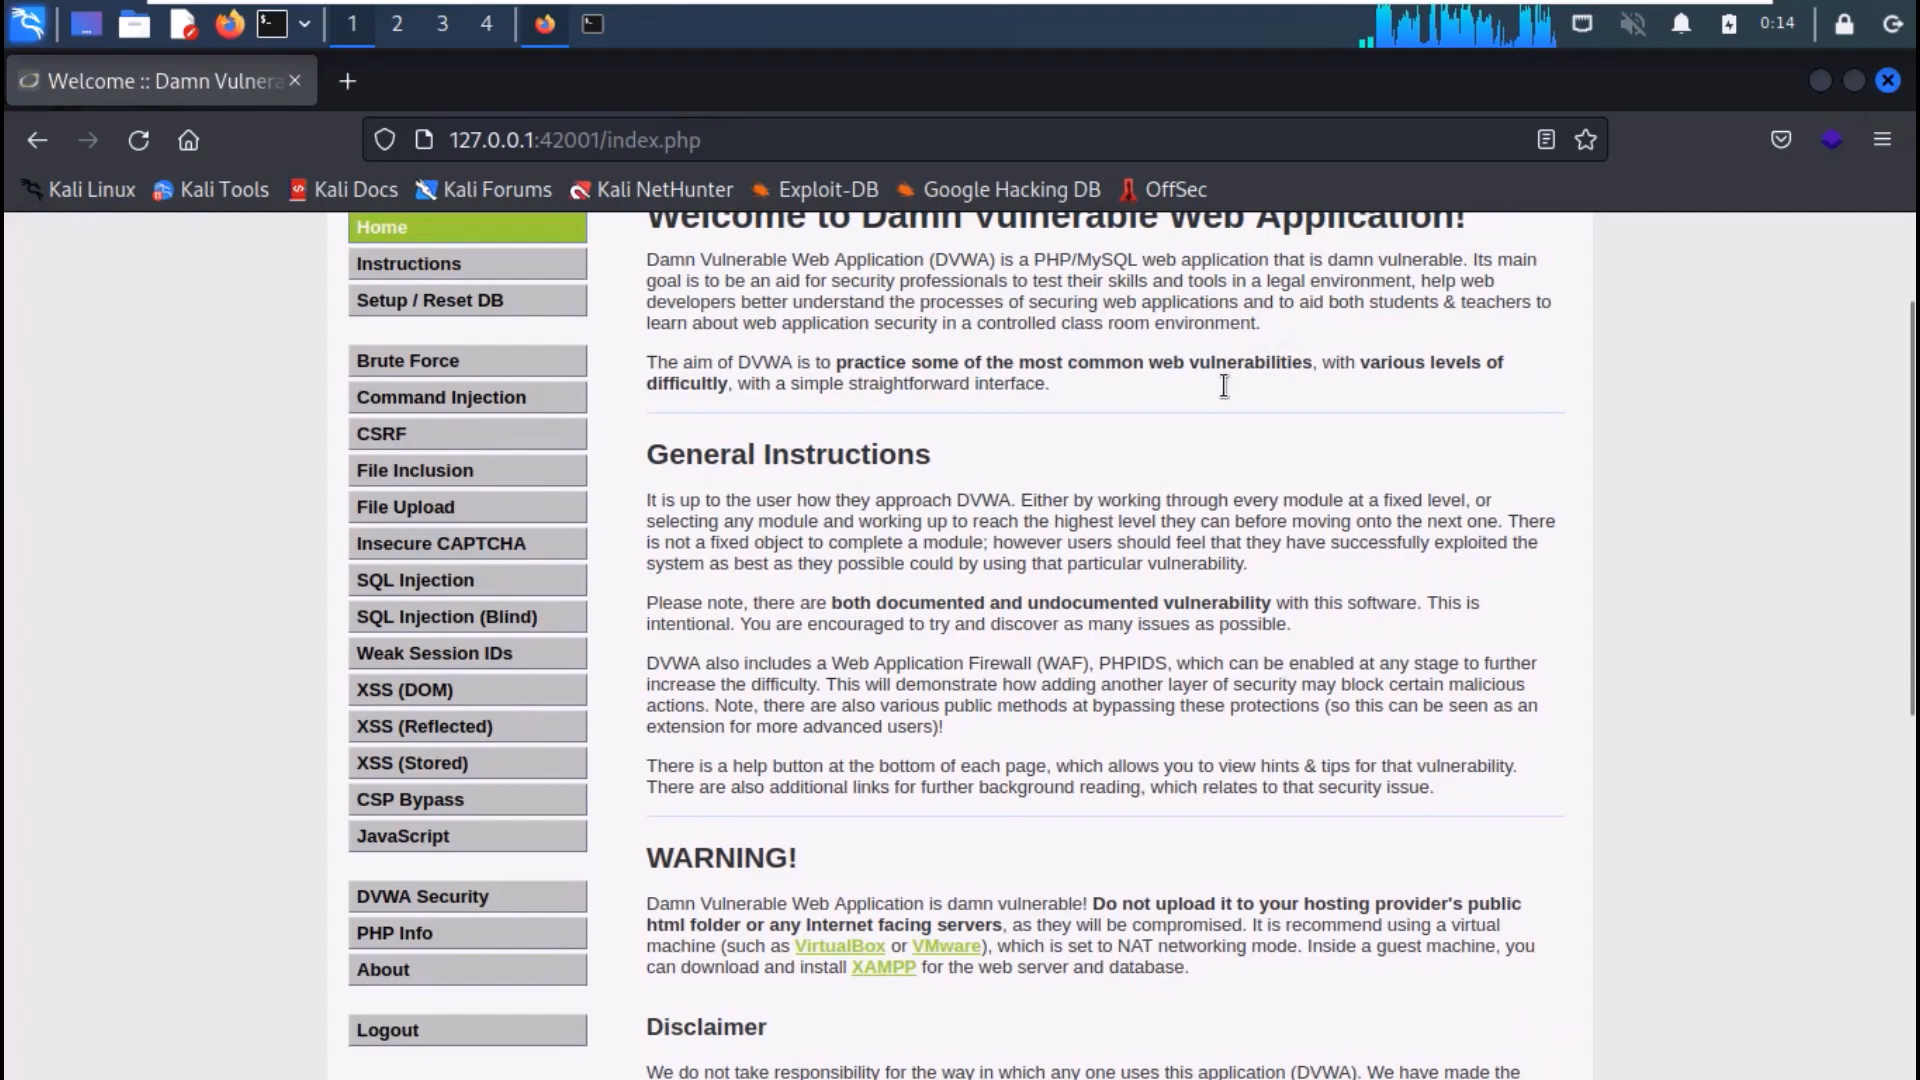 1 2 3 4 0:14
Welcome :: Damn Vulnera
127.0.0.1:42001/index.php
Kali Linux Kali Tools Kali Docs Kali Forums Kali NetHunter Exploit-DB Google Hacking DB OffSec
Home
Instructions
Setup / Reset DB
Brute Force
Command Injection
CSRF
File Inclusion
File Upload
Insecure CAPTCHA
SQL Injection
SQL Injection (Blind)
Weak Session IDs
XSS (DOM)
XSS (Reflected)
XSS (Stored)
CSP Bypass
JavaScript
DVWA Security
PHP Info
About
Logout
Welcome to Damn Vulnerable Web Application!
Damn Vulnerable Web Application (DVWA) is a PHP/MySQL web application that is damn vulnerable. Its main
goal is to be an aid for security professionals to test their skills and tools in a legal environment, help web
developers better understand the processes of securing web applications and to aid both students & teachers to
learn about web application security in a controlled class room environment.
The aim of DVWA is to practice some of the most common web vulnerabilities, with various levels of
difficultly, with a simple straightforward interface.
General Instructions
It is up to the user how they approach DVWA. Either by working through every module at a fixed level, or
selecting any module and working up to reach the highest level they can before moving onto the next one. There
is not a fixed object to complete a module; however users should feel that they have successfully exploited the
system as best as they possible could by using that particular vulnerability.
Please note, there are both documented and undocumented vulnerability with this software. This is
intentional. You are encouraged to try and discover as many issues as possible.
DVWA also includes a Web Application Firewall (WAF), PHPIDS, which can be enabled at any stage to further
increase the difficulty. This will demonstrate how adding another layer of security may block certain malicious
actions. Note, there are also various public methods at bypassing these protections (so this can be seen as an
extension for more advanced users)!
There is a help button at the bottom of each page, which allows you to view hints & tips for that vulnerability.
There are also additional links for further background reading, which relates to that security issue.
WARNING!
Damn Vulnerable Web Application is damn vulnerable! Do not upload it to your hosting provider's public
html folder or any Internet facing servers, as they will be compromised. It is recommend using a virtual
machine (such as VirtualBox or VMware), which is set to NAT networking mode. Inside a guest machine, you
can download and install XAMPP for the web server and database.
Disclaimer
We do not take responsibility for the way in which any one uses this application (DVWA). We have made the